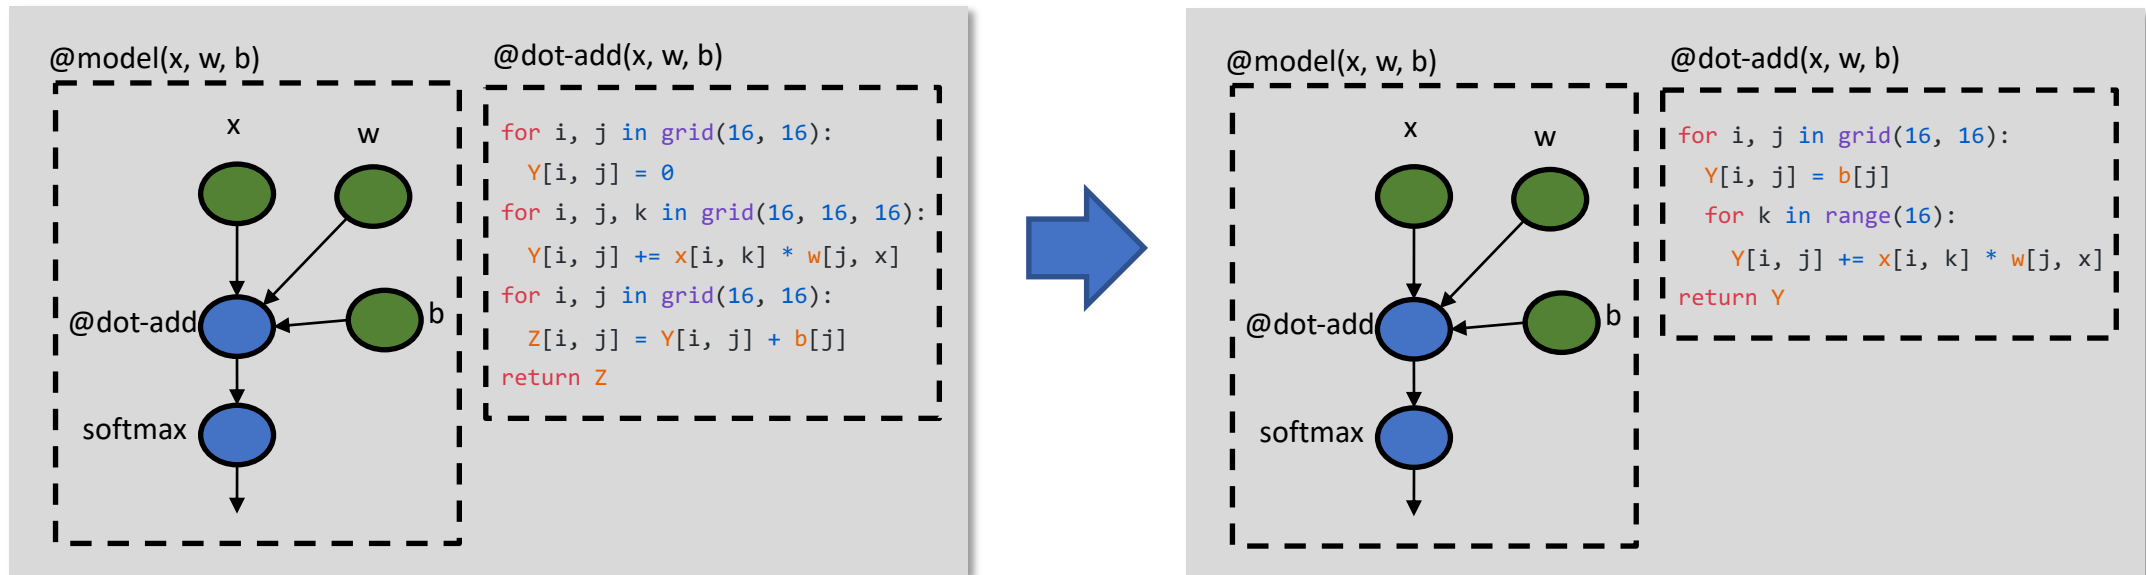 @model(x, w, b)
x
w
@dot-add
b
softmax
@dot-add(x, w, b)
for i, j in grid(16, 16):
  Y[i, j] = 0
for i, j, k in grid(16, 16, 16):
  Y[i, j] += x[i, k] * w[j, x]
for i, j in grid(16, 16):
  Z[i, j] = Y[i, j] + b[j]
return Z
@model(x, w, b)
x
w
@dot-add
b
softmax
@dot-add(x, w, b)
for i, j in grid(16, 16):
  Y[i, j] = b[j]
  for k in range(16):
    Y[i, j] += x[i, k] * w[j, x]
return Y